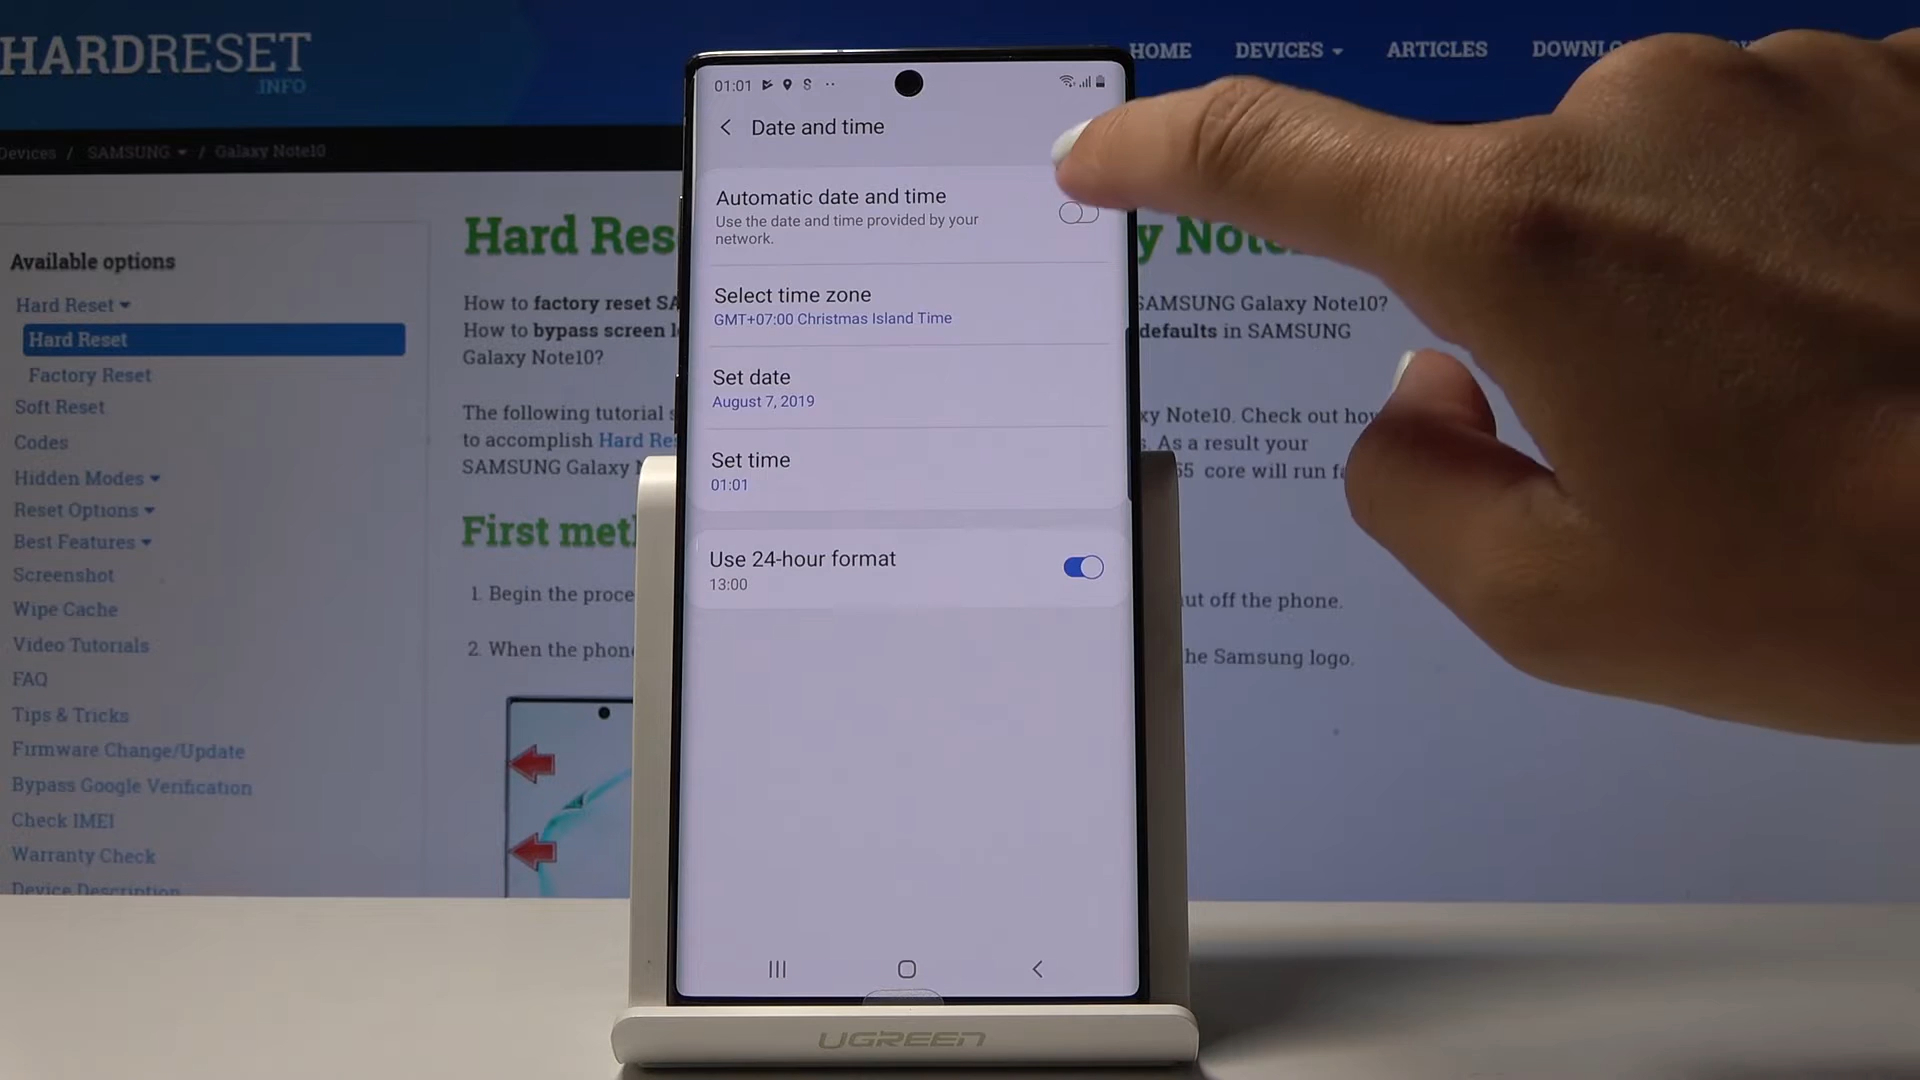 HARDRESET
.INFO
HOME DEVICES ARTICLES
Devices / SAMSUNG / Galaxy Note10
Available options
Hard Reset
Hard Reset
Factory Reset
Soft Reset
Codes
Hidden Modes
Reset Options
Best Features
Screenshot
Wipe Cache
Video Tutorials
FAQ
Tips & Tricks
Firmware Change/Update
Bypass Google Verification
Check IMEI
Warranty Check
Device Description
Hard Res
How to factory reset SA
How to bypass screen l
Galaxy Note10?
The following tutorial s
to accomplish Hard Re
SAMSUNG Galaxy N
First met
1. Begin the proce
2. When the phone
01:01
Date and time
Automatic date and time
Use the date and time provided by your
network.
Select time zone
GMT+07:00 Christmas Island Time
Set date
August 7, 2019
Set time
01:01
Use 24-hour format
13:00
UGREEN
y Note
SAMSUNG Galaxy Note10?
defaults in SAMSUNG
xy Note10. Check out how
s. As a result your
55 core will run fa
ut off the phone.
he Samsung logo.